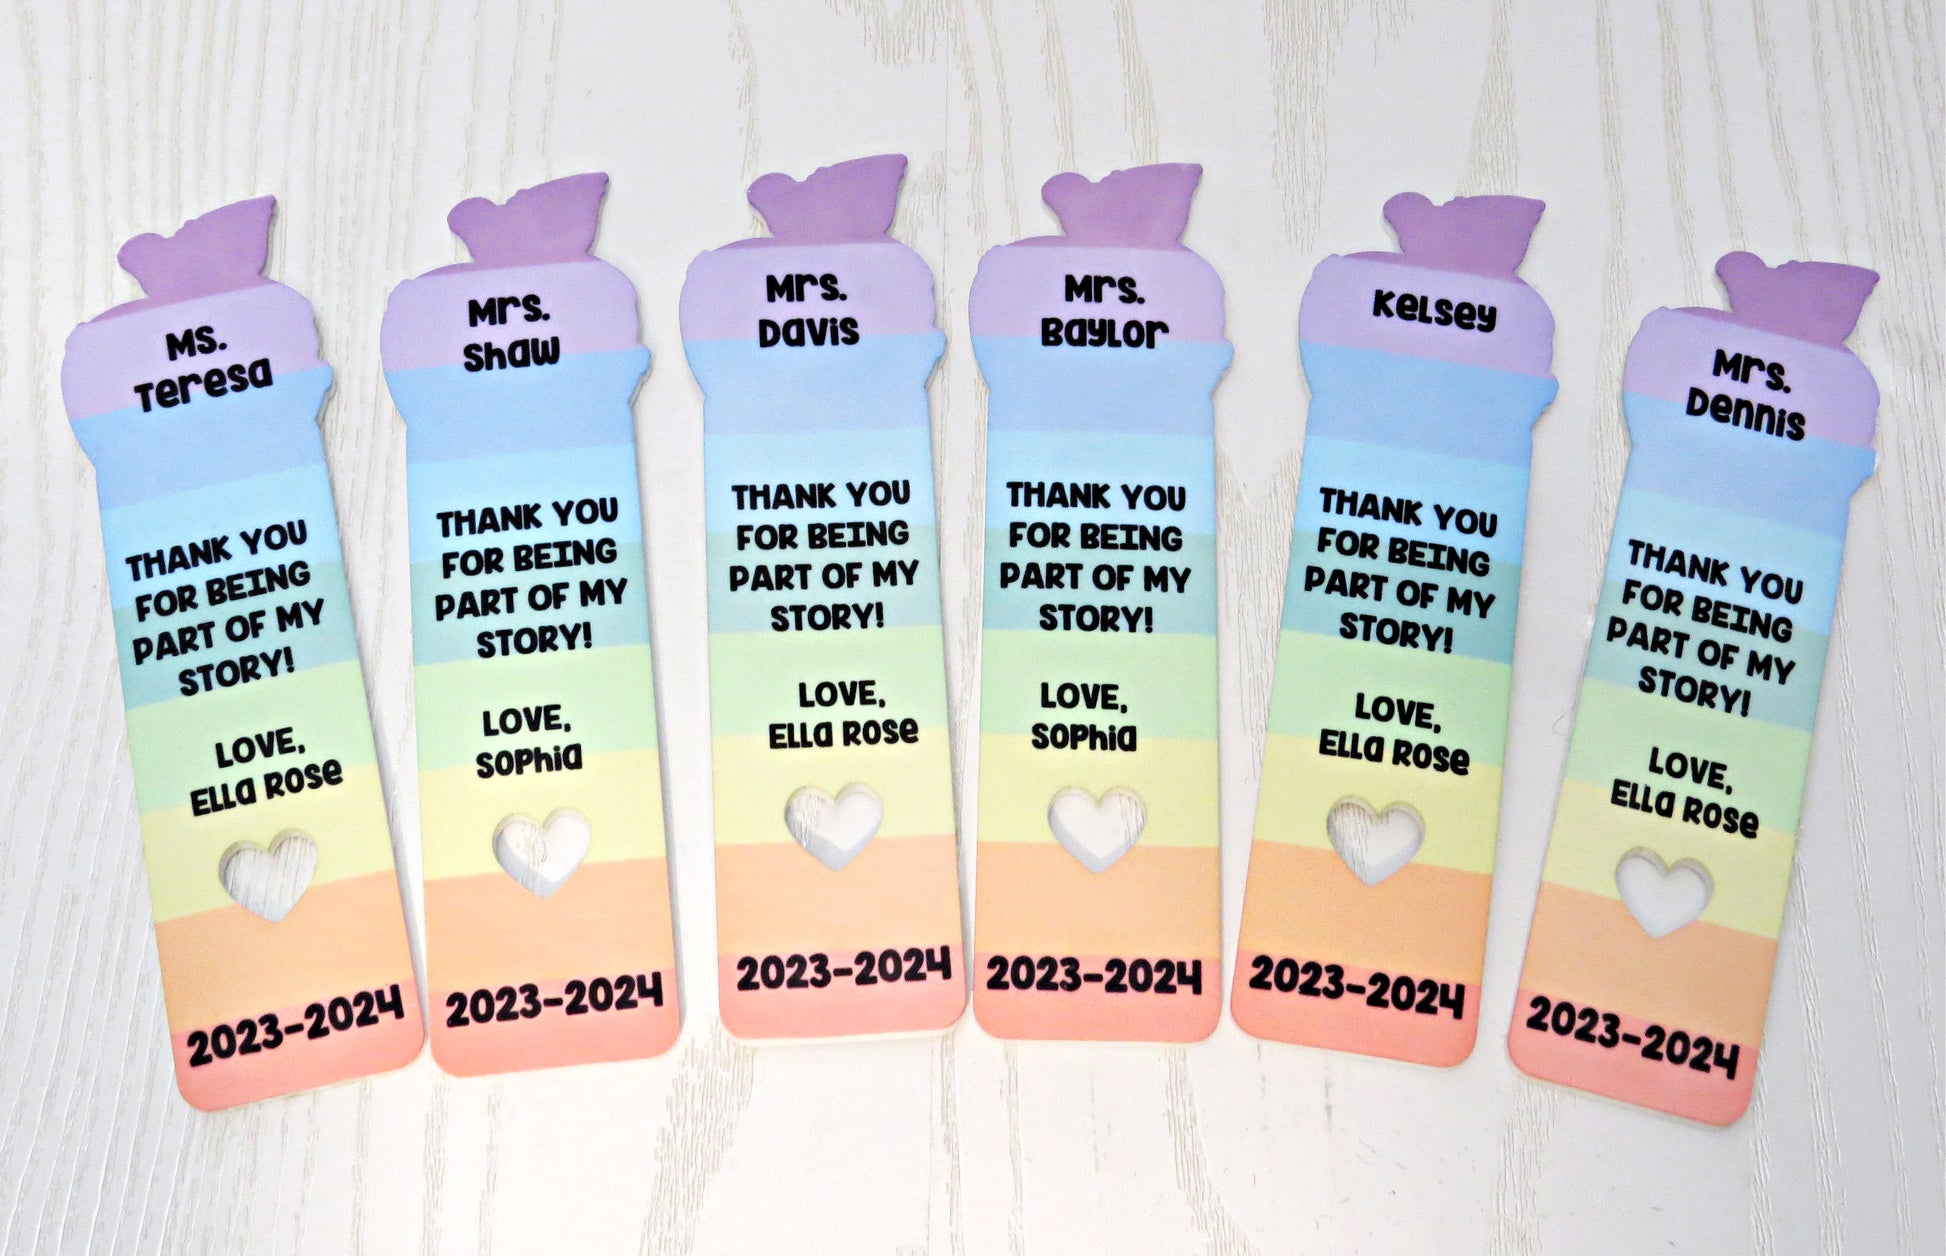 Ms.
Teresa
THANK YOU
FOR BEING
PART OF MY
STORY!
LOVE,
Ella Rose
2023-2024
Mrs.
Shaw
THANK YOU
FOR BEING
PART OF MY
STORY!
LOVE,
Sophia
2023-2024
Mrs.
Davis
THANK YOU
FOR BEING
PART OF MY
STORY!
LOVE,
Ella Rose
2023-2024
Mrs.
Baylor
THANK YOU
FOR BEING
PART OF MY
STORY!
LOVE,
Sophia
2023-2024
Kelsey
THANK YOU
FOR BEING
PART OF MY
STORY!
LOVE,
Ella Rose
2023-2024
Mrs.
Dennis
THANK YOU
FOR BEING
PART OF MY
STORY!
LOVE,
Ella Rose
2023-2024